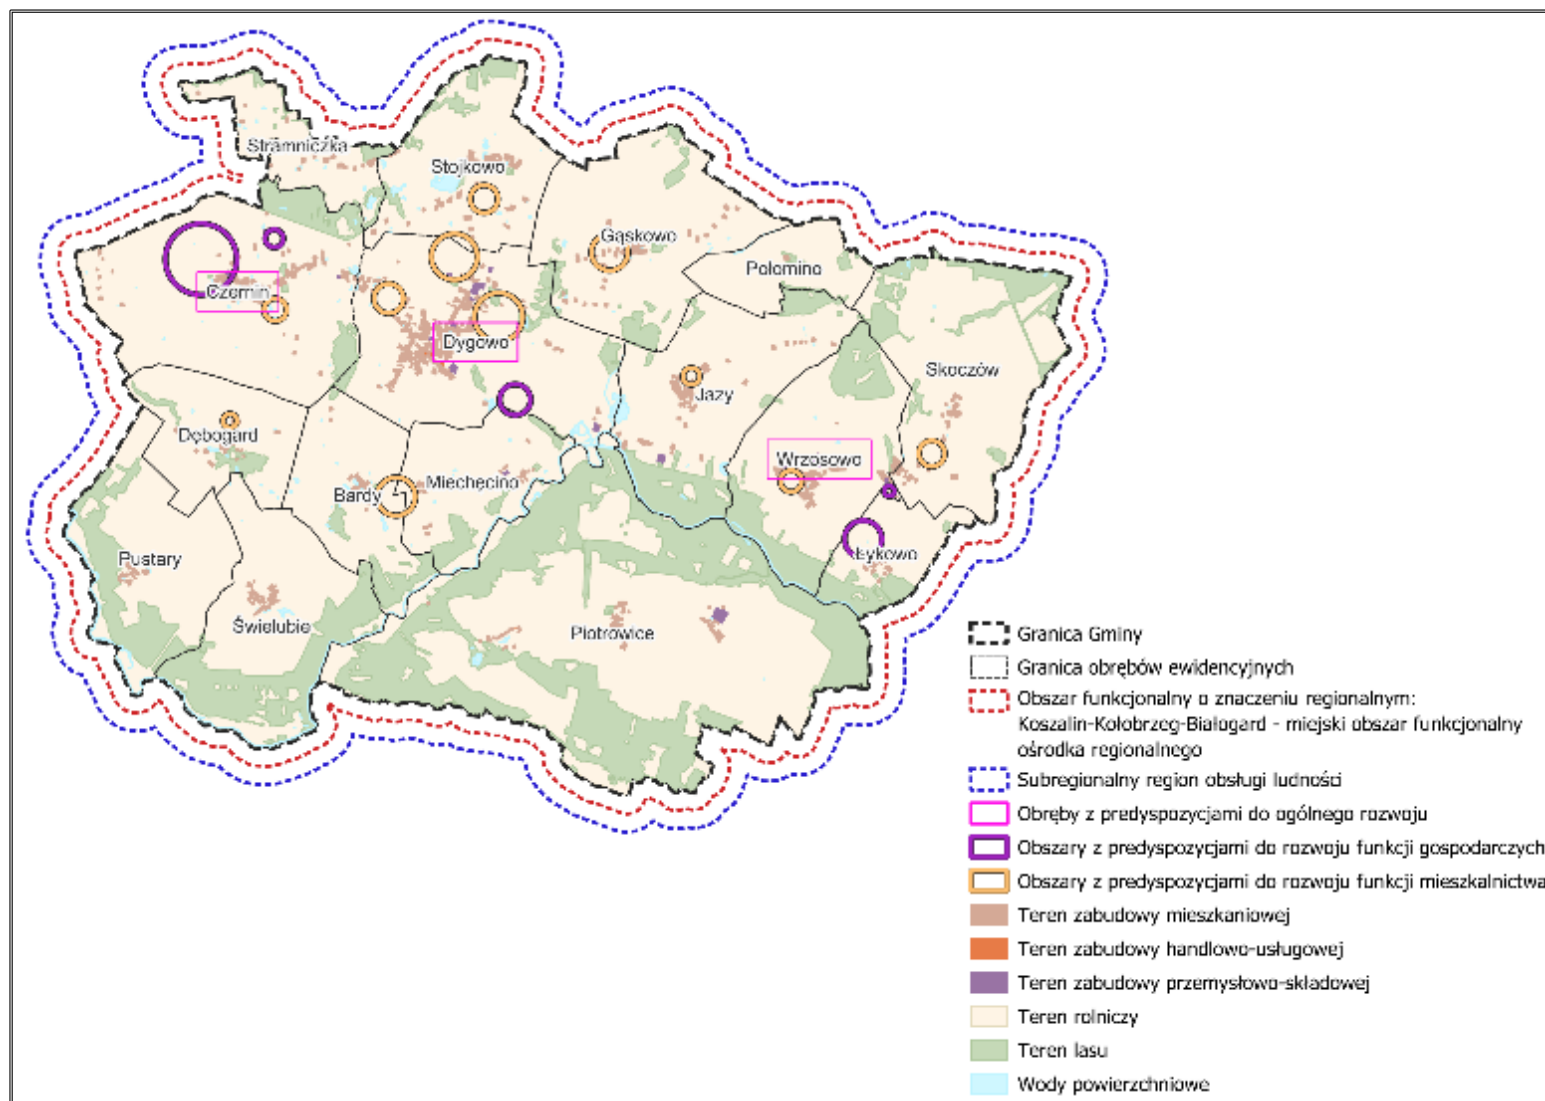 Stramniczka
Stojkowo
Gąskowo
Połomino
Czernin
Dygowo
Skoczów
Jazy
Dębogard
Wrzosowo
Bardy
Miechęcino
Pustary
Łykowo
Świelubie
Piotrowice
Granica Gminy
Granica obrębów ewidencyjnych
Obszar funkcjonalny o znaczeniu regionalnym:
Koszalin-Kołobrzeg-Białogard - miejski obszar funkcjonalny
ośrodka regionalnego
Subregionalny region obsługi ludności
Obręby z predyspozycjami do ogólnego rozwoju
Obszary z predyspozycjami do rozwoju funkcji gospodarczych
Obszary z predyspozycjami do rozwoju funkcji mieszkalnictwa
Teren zabudowy mieszkaniowej
Teren zabudowy handlowo-usługowej
Teren zabudowy przemysłowo-składowej
Teren rolniczy
Teren lasu
Wody powierzchniowe